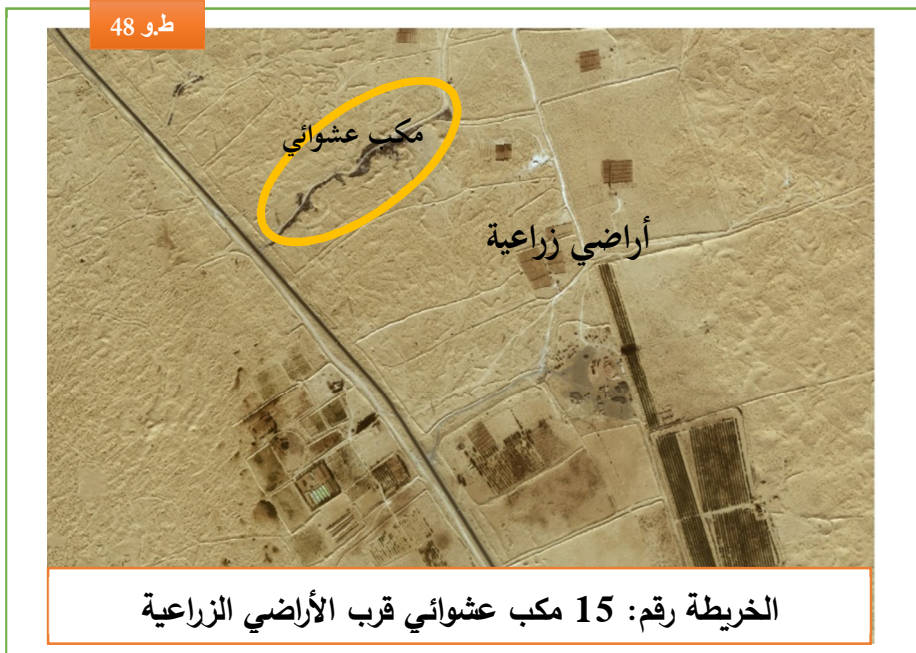 ط.و 48
مكب عشوائي
أراضي زراعية
الخريطة رقم: 15 مكب عشوائي قرب الأراضي الزراعية